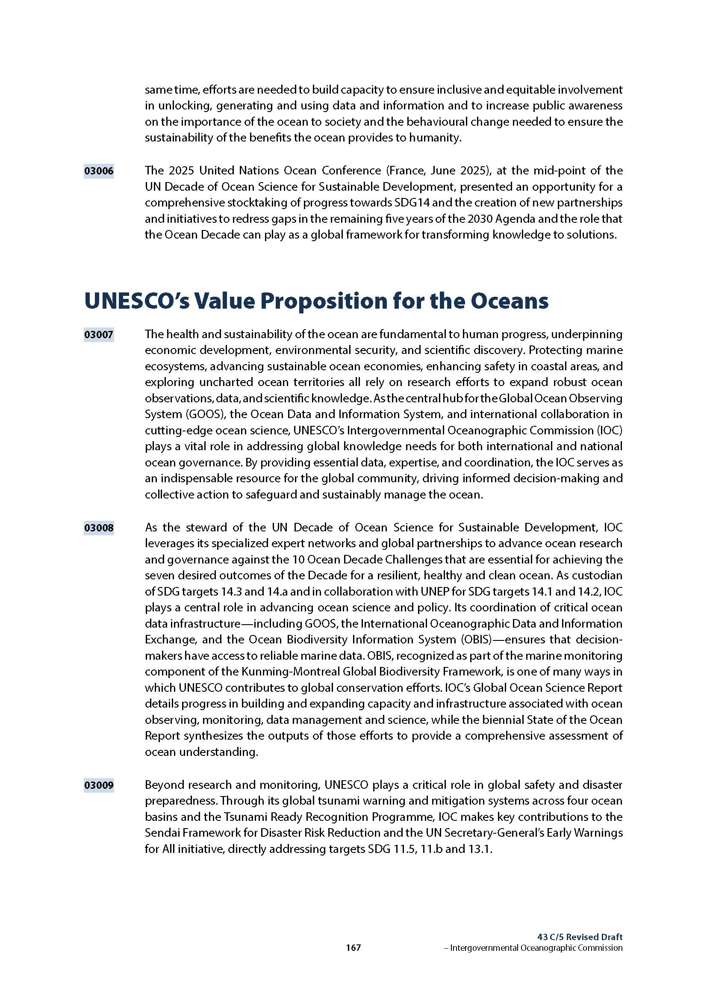 same time, efforts are needed to build capacity to ensure inclusive and equitable involvement
in unlocking, generating and using data and information and to increase public awareness
on the importance of the ocean to society and the behavioural change needed to ensure the
sustainability of the benefits the ocean provides to humanity.
03006 The 2025 United Nations Ocean Conference (France, June 2025), at the mid-point of the
UN Decade of Ocean Science for Sustainable Development, presented an opportunity for a
comprehensive stocktaking of progress towards SDG14 and the creation of new partnerships
and initiatives to redress gaps in the remaining five years of the 2030 Agenda and the role that
the Ocean Decade can play as a global framework for transforming knowledge to solutions.
UNESCO’s Value Proposition for the Oceans
03007 The health and sustainability of the ocean are fundamental to human progress, underpinning
economic development, environmental security, and scientific discovery. Protecting marine
ecosystems, advancing sustainable ocean economies, enhancing safety in coastal areas, and
exploring uncharted ocean territories all rely on research efforts to expand robust ocean
observations, data, and scientific knowledge. As the central hub for the Global Ocean Observing
System (GOOS), the Ocean Data and Information System, and international collaboration in
cutting-edge ocean science, UNESCO’s Intergovernmental Oceanographic Commission (IOC)
plays a vital role in addressing global knowledge needs for both international and national
ocean governance. By providing essential data, expertise, and coordination, the IOC serves as
an indispensable resource for the global community, driving informed decision-making and
collective action to safeguard and sustainably manage the ocean.
03008 As the steward of the UN Decade of Ocean Science for Sustainable Development, IOC
leverages its specialized expert networks and global partnerships to advance ocean research
and governance against the 10 Ocean Decade Challenges that are essential for achieving the
seven desired outcomes of the Decade for a resilient, healthy and clean ocean. As custodian
of SDG targets 14.3 and 14.a and in collaboration with UNEP for SDG targets 14.1 and 14.2, IOC
plays a central role in advancing ocean science and policy. Its coordination of critical ocean
data infrastructure—including GOOS, the International Oceanographic Data and Information
Exchange, and the Ocean Biodiversity Information System (OBIS)—ensures that decision-
makers have access to reliable marine data. OBIS, recognized as part of the marine monitoring
component of the Kunming-Montreal Global Biodiversity Framework, is one of many ways in
which UNESCO contributes to global conservation efforts. IOC’s Global Ocean Science Report
details progress in building and expanding capacity and infrastructure associated with ocean
observing, monitoring, data management and science, while the biennial State of the Ocean
Report synthesizes the outputs of those efforts to provide a comprehensive assessment of
ocean understanding.
03009 Beyond research and monitoring, UNESCO plays a critical role in global safety and disaster
preparedness. Through its global tsunami warning and mitigation systems across four ocean
basins and the Tsunami Ready Recognition Programme, IOC makes key contributions to the
Sendai Framework for Disaster Risk Reduction and the UN Secretary-General’s Early Warnings
for All initiative, directly addressing targets SDG 11.5, 11.b and 13.1.
43 C/5 Revised Draft
167 – Intergovernmental Oceanographic Commission